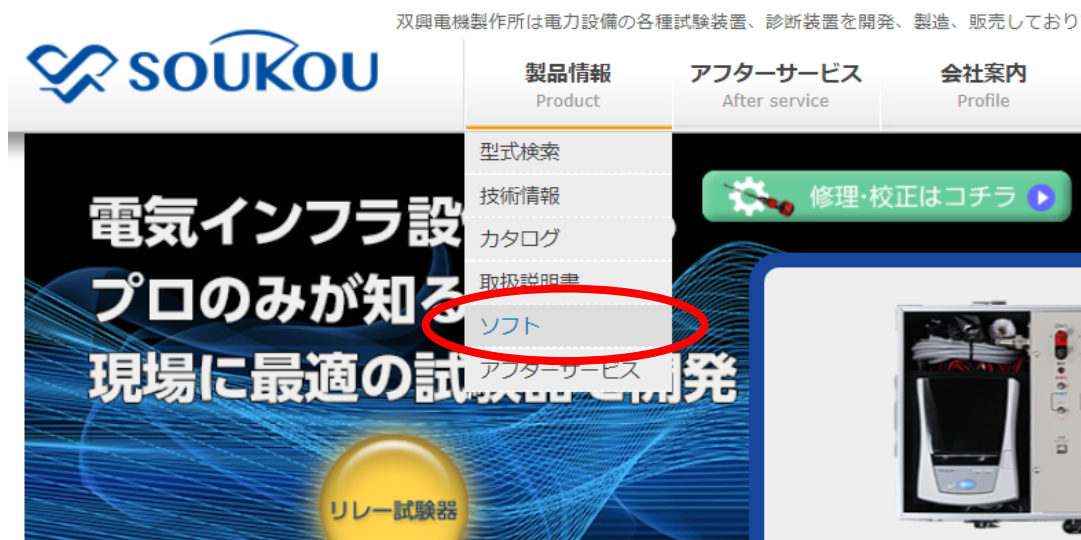 双興電機製作所は電力設備の各種試験装置、診断装置を開発、製造、販売しており
SOUKOU
製品情報
Product
アフターサービス
After service
会社案内
Profile
型式検索
技術情報
カタログ
取扱説明書
ソフト
アフターサービス
修理・校正はコチラ
電気インフラ設
プロのみが知る
現場に最適の試
発
リレー試験器